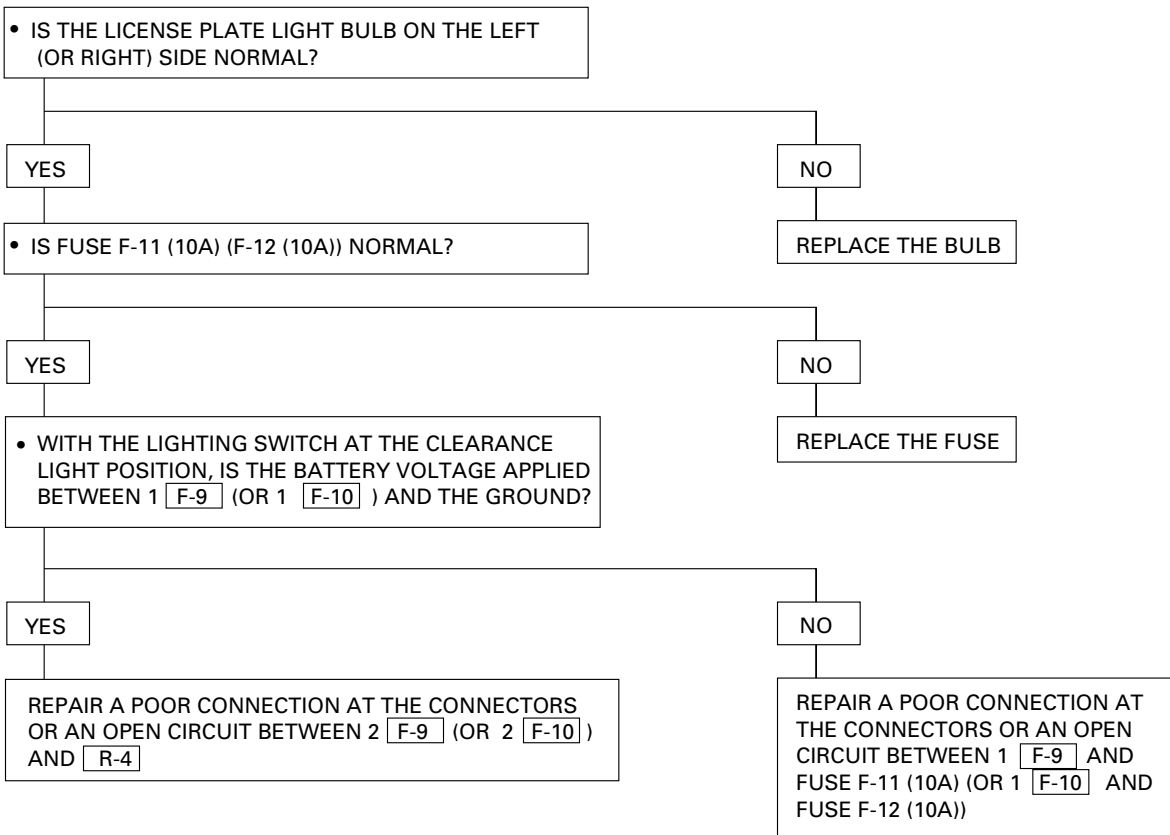 • IS THE LICENSE PLATE LIGHT BULB ON THE LEFT
(OR RIGHT) SIDE NORMAL?
YES
NO
• IS FUSE F-11 (10A) (F-12 (10A)) NORMAL?
REPLACE THE BULB
YES
NO
• WITH THE LIGHTING SWITCH AT THE CLEARANCE
LIGHT POSITION, IS THE BATTERY VOLTAGE APPLIED
BETWEEN 1 F-9 (OR 1 F-10 ) AND THE GROUND?
REPLACE THE FUSE
YES
NO
REPAIR A POOR CONNECTION AT THE CONNECTORS
OR AN OPEN CIRCUIT BETWEEN 2 F-9 (OR 2 F-10 )
AND R-4
REPAIR A POOR CONNECTION AT
THE CONNECTORS OR AN OPEN
CIRCUIT BETWEEN 1 F-9 AND
FUSE F-11 (10A) (OR 1 F-10 AND
FUSE F-12 (10A))